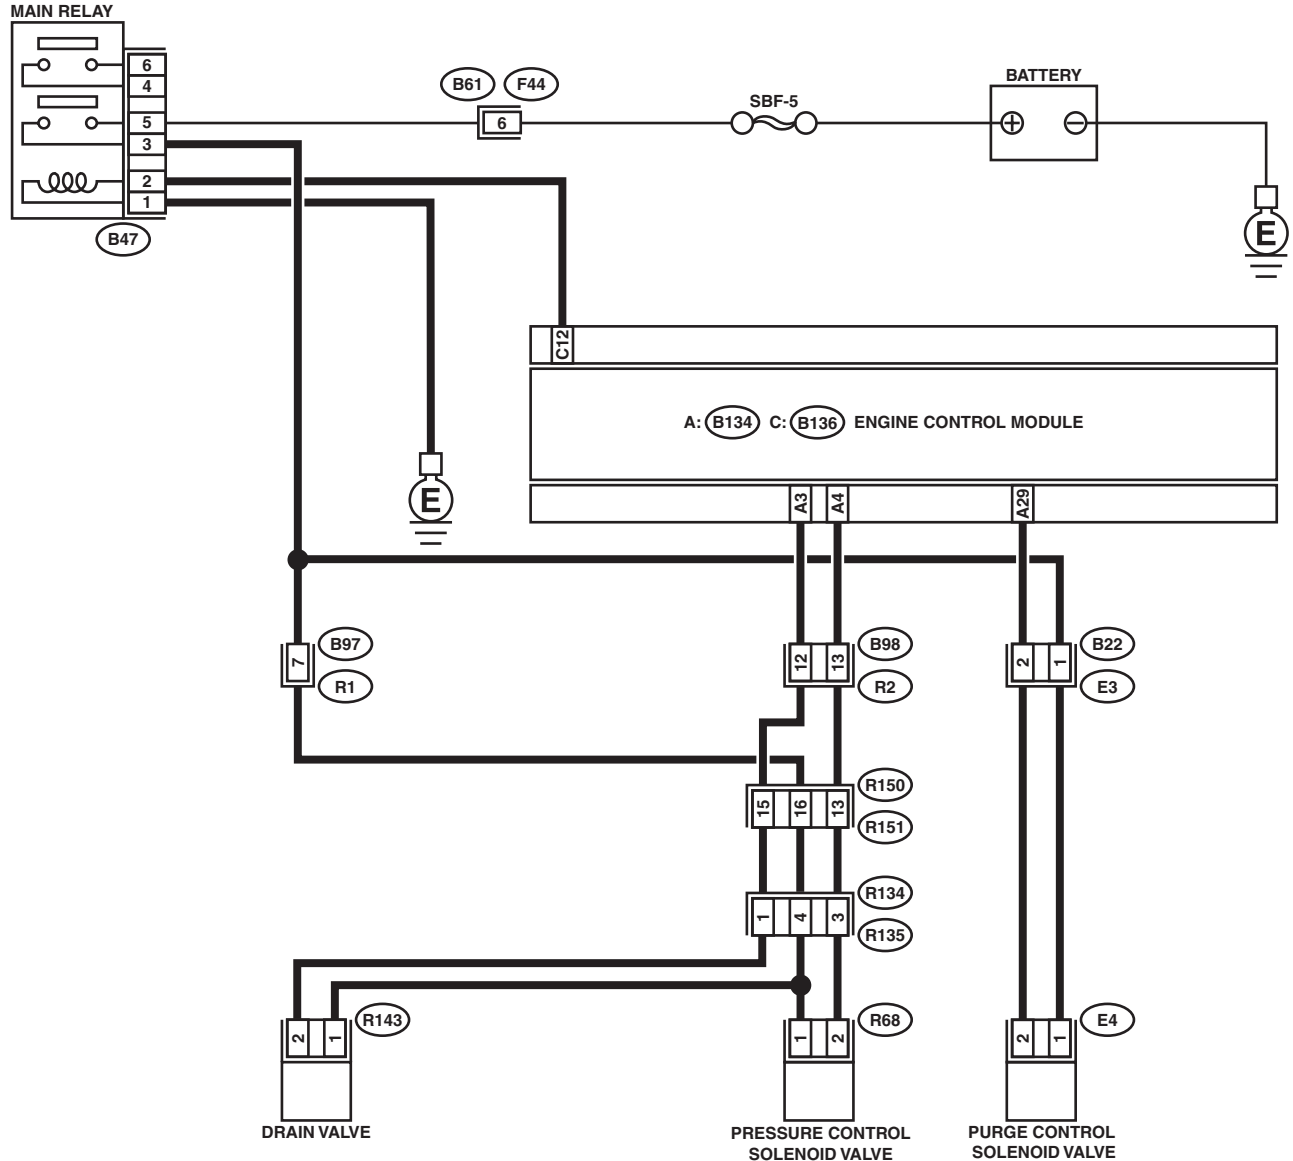 MAIN RELAY
6
4
5
3
2
1
B47
B61 F44
6
SBF-5
BATTERY
E
C12
A: B134 C: B136 ENGINE CONTROL MODULE
A3 A4 A29
E
7
B97
R1
12 13
B98
R2
2 1
B22
E3
15 16 13
R150
R151
1 4 3
R134
R135
2 1
R143
1 2
R68
2 1
E4
DRAIN VALVE
PRESSURE CONTROL
SOLENOID VALVE
PURGE CONTROL
SOLENOID VALVE